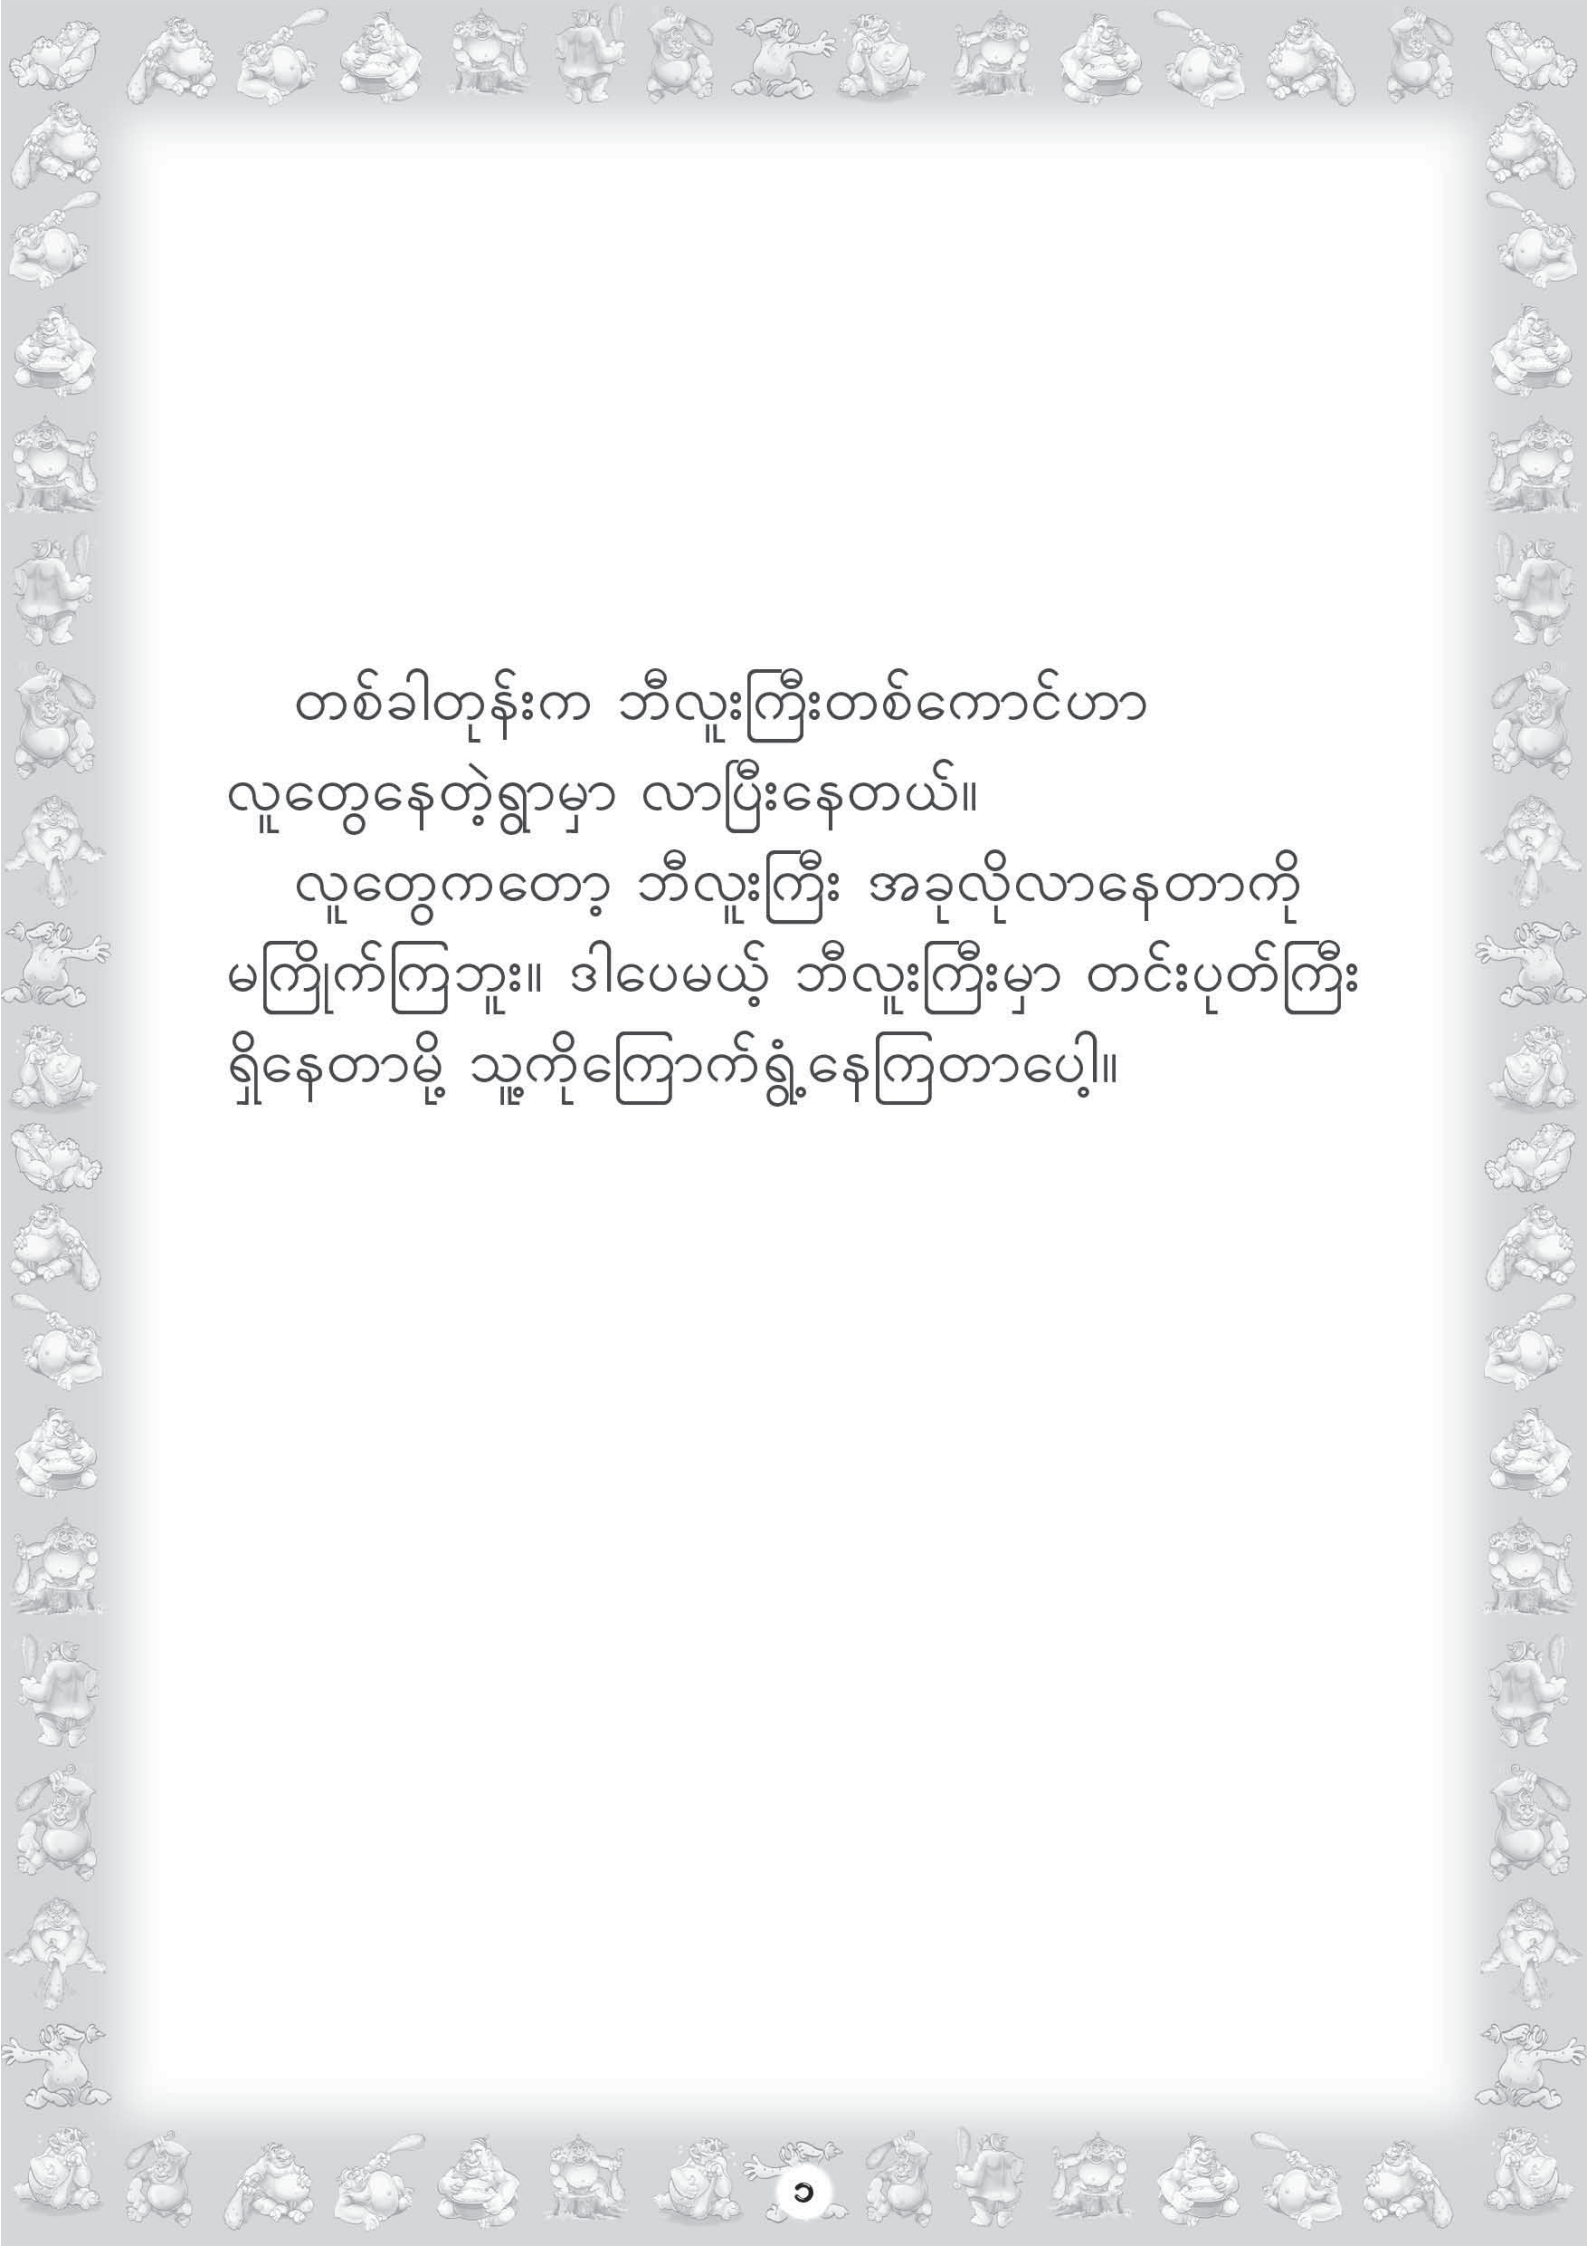 တစ်ခါတုန်းက ဘီလူးကြီးတစ်ကောင်ဟာ
လူတွေနေတဲ့ရွာမှာ လာပြီးနေတယ်။
လူတွေကတော့ ဘီလူးကြီး အခုလိုလာနေတာကို
မကြိုက်ကြဘူး။ ဒါပေမယ့် ဘီလူးကြီးမှာ တင်းပုတ်ကြီး
ရှိနေတာမို့ သူ့ကိုကြောက်ရွံ့နေကြတာပေါ့။
၁